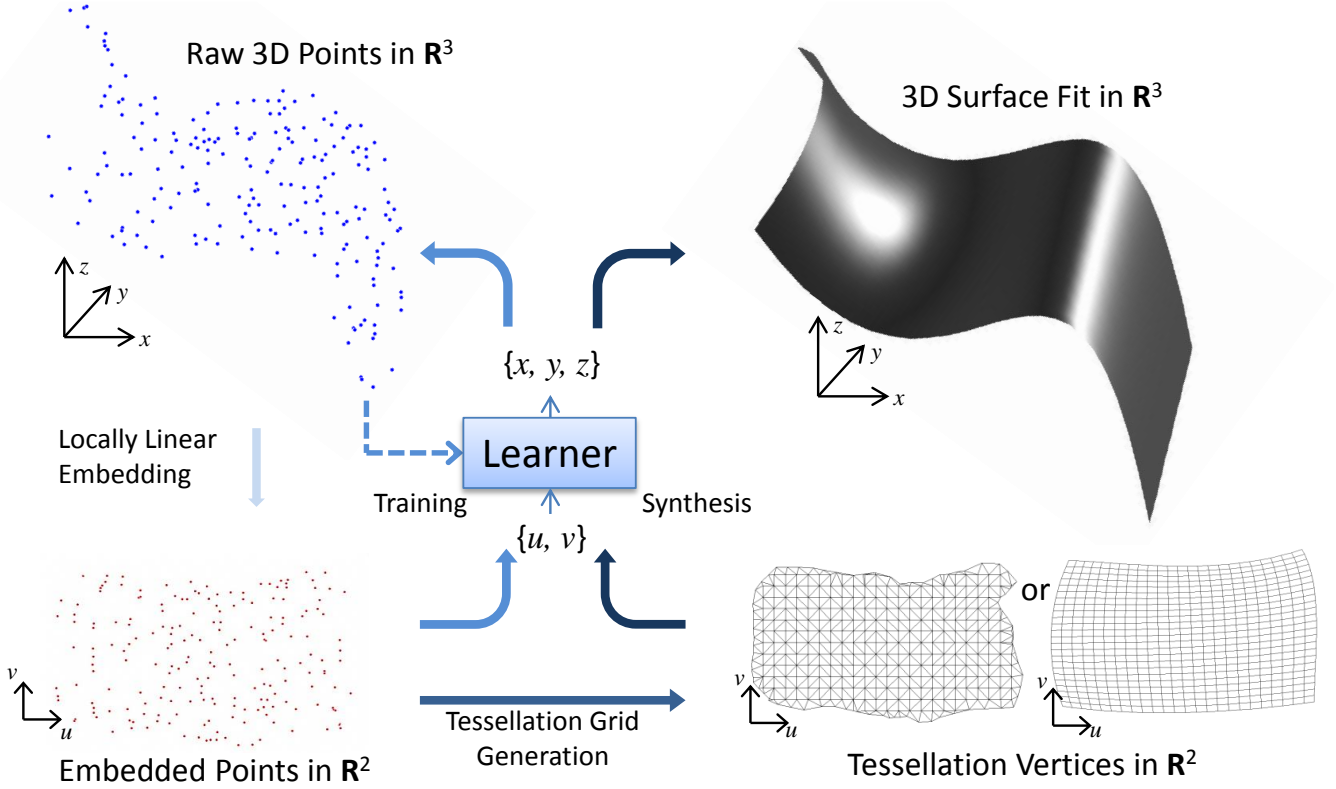 Raw 3D Points in R³
3D Surface Fit in R³
z
y
x
z
y
x
{x, y, z}
Locally Linear
Embedding
Learner
Training
Synthesis
{u, v}
or
v
u
v
u
v
u
Tessellation Grid
Generation
Embedded Points in R²
Tessellation Vertices in R²